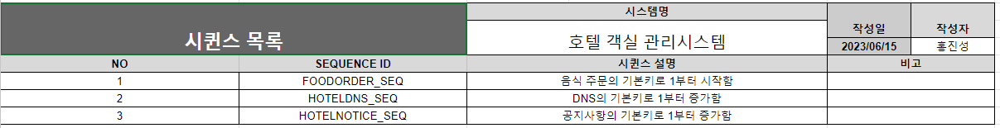 시퀀스 목록
시스템명
호텔 객실 관리시스템
작성일 작성자
2023/06/15 홍진성
NO SEQUENCE ID 시퀀스 설명 비고
1 FOODORDER_SEQ 음식 주문의 기본키로 1부터 시작함
2 HOTELDNS_SEQ DNS의 기본키로 1부터 증가함
3 HOTELNOTICE_SEQ 공지사항의 기본키로 1부터 증가함